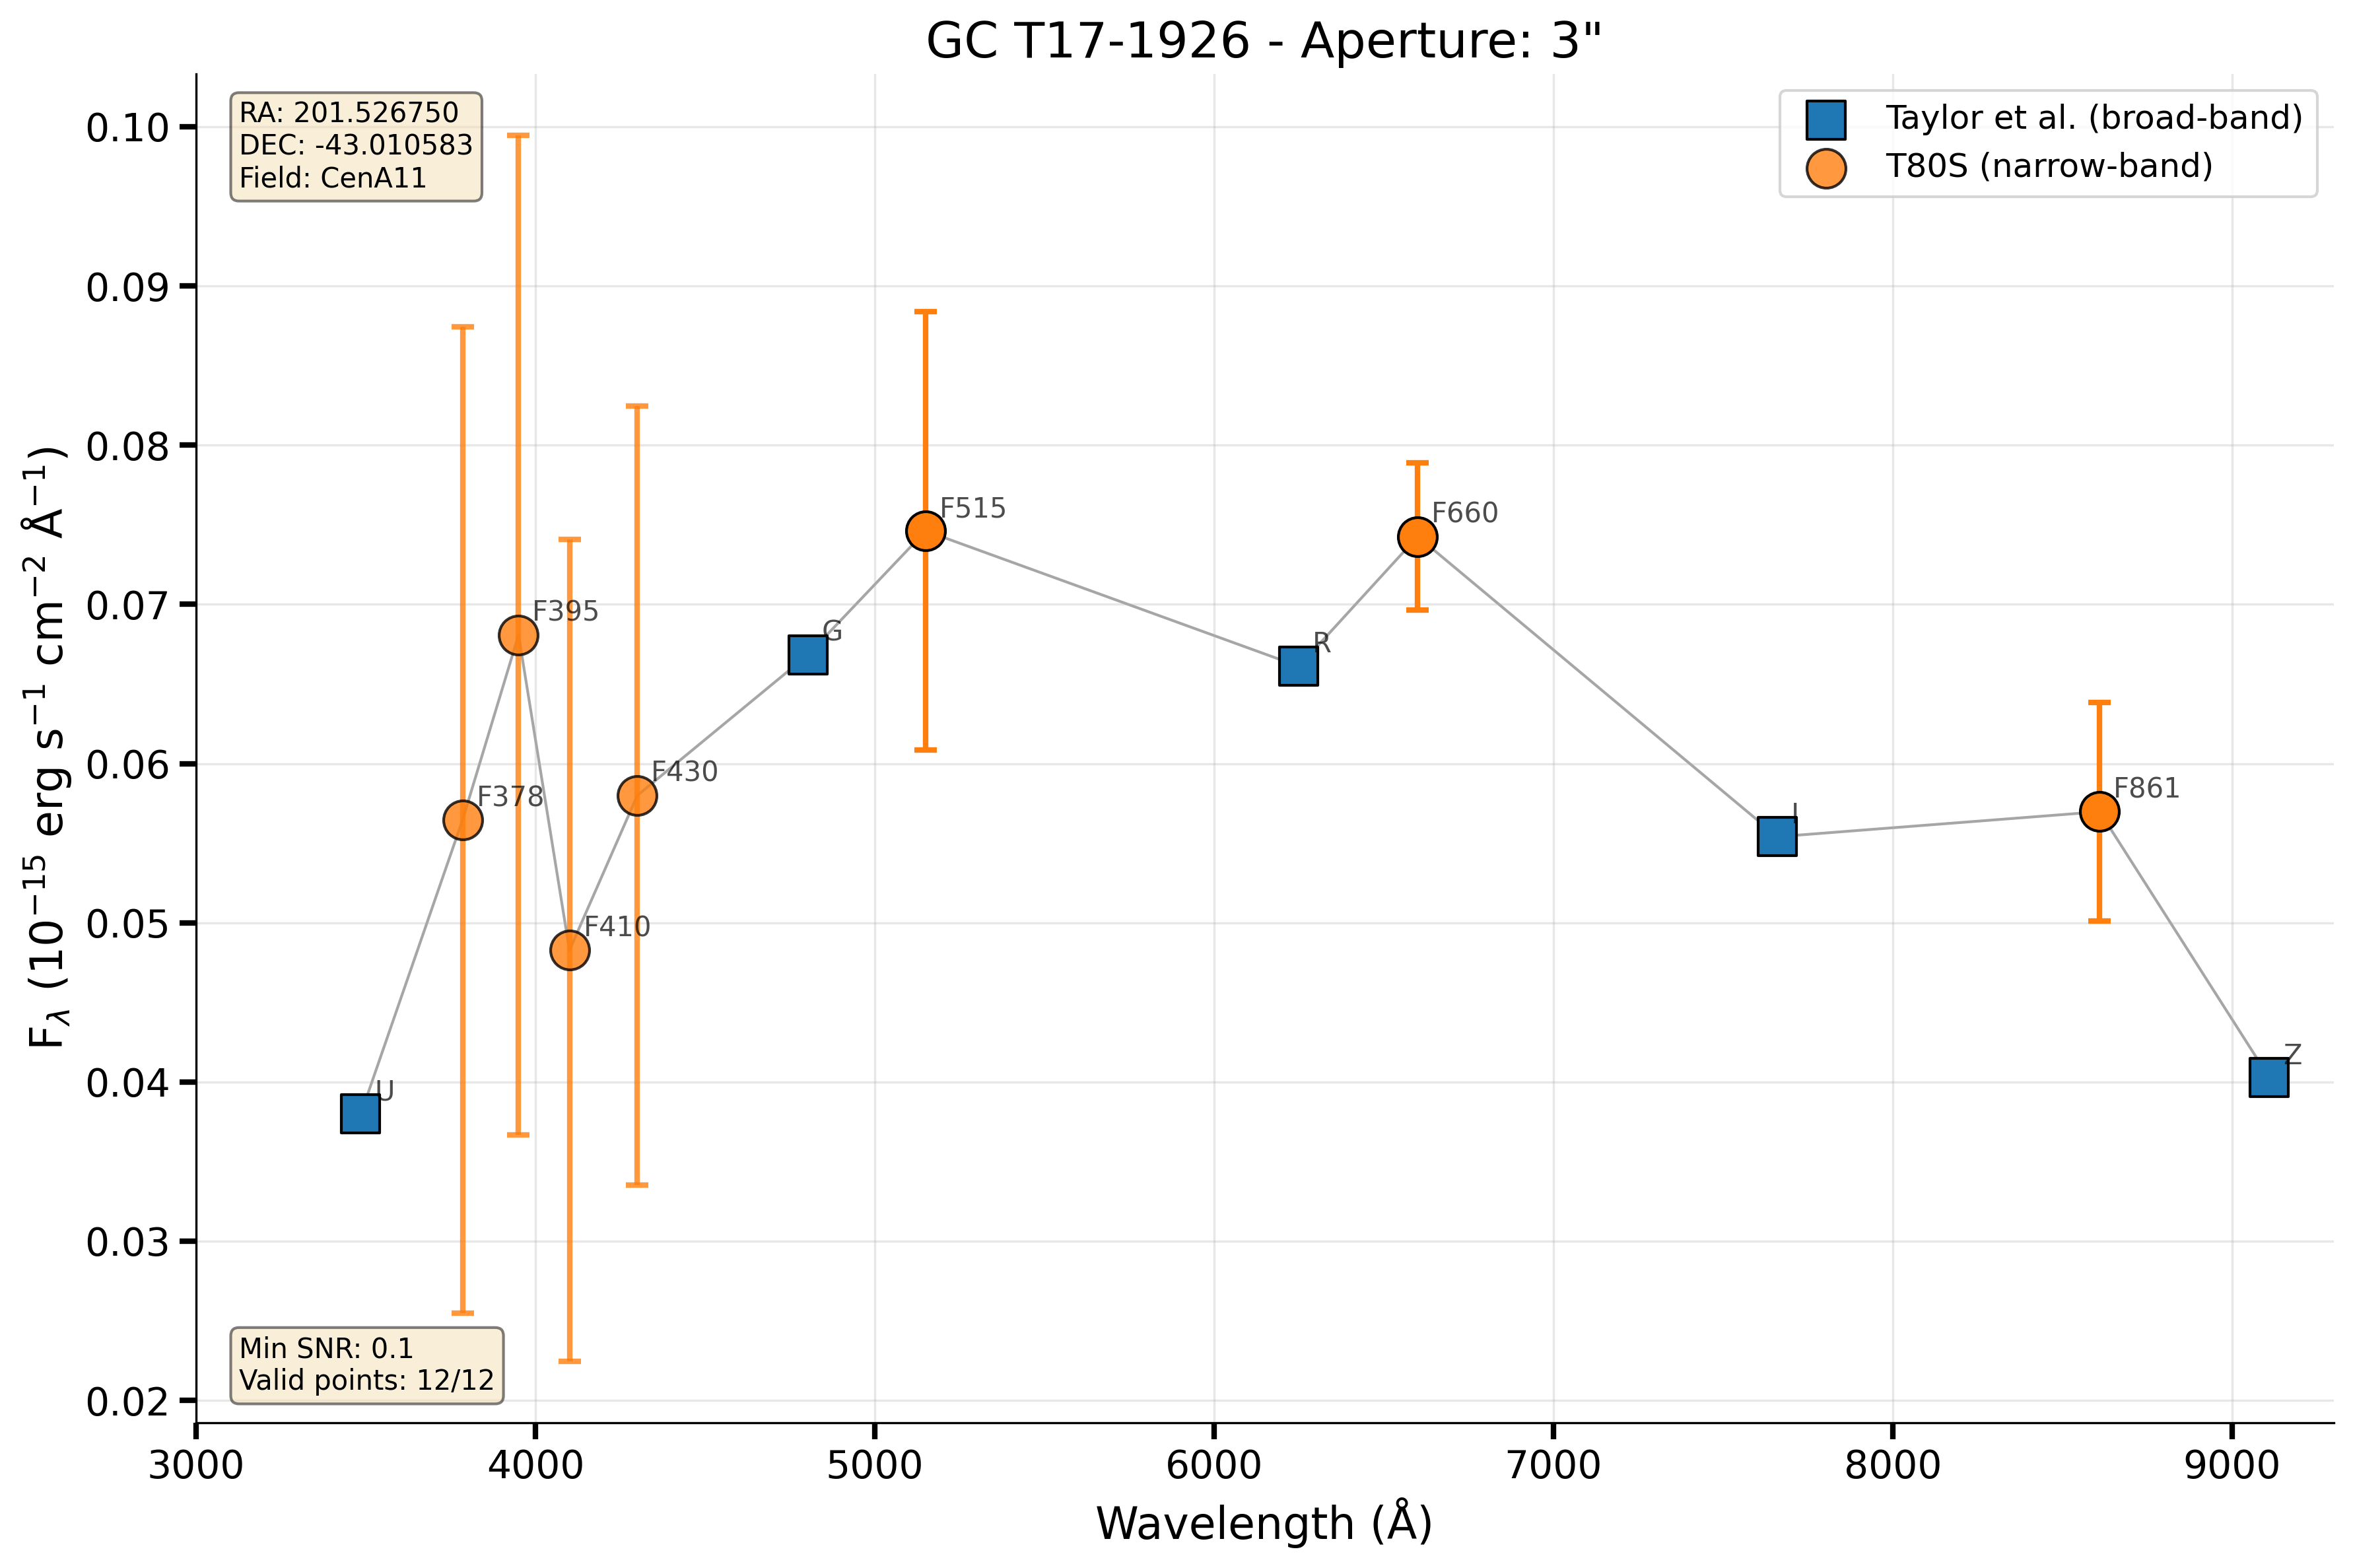 GC T17-1926 - Aperture: 3"
RA: 201.526750
DEC: -43.010583
Field: CenA11
Taylor et al. (broad-band)
T80S (narrow-band)
0.10
0.09
0.08
0.07
0.06
0.05
0.04
0.03
0.02
F$_λ$ (10$^{−15}$ erg s$^{−1}$ cm$^{−2}$ Å$^{−1}$)
U
F378
F395
F410
F430
G
F515
R
F660
I
F861
Z
Min SNR: 0.1
Valid points: 12/12
3000 4000 5000 6000 7000 8000 9000
Wavelength (Å)